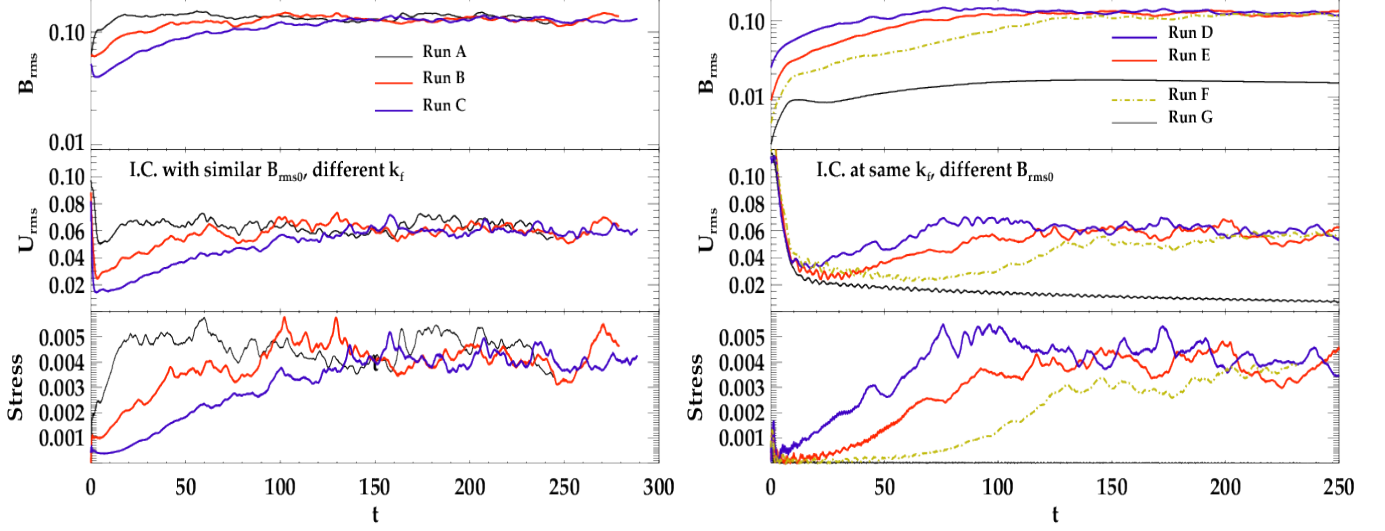 B_rms
0.10
0.01
Run A
Run B
Run C
U_rms
0.10
0.08
0.06
0.04
0.02
I.C. with similar B_rms0, different k_f
Stress
0.005
0.004
0.003
0.002
0.001
0 50 100 150 200 250 300
t
B_rms
0.10
0.01
Run D
Run E
Run F
Run G
U_rms
0.10
0.08
0.06
0.04
0.02
I.C. at same k_f, different B_rms0
Stress
0.005
0.004
0.003
0.002
0.001
0 50 100 150 200 250
t